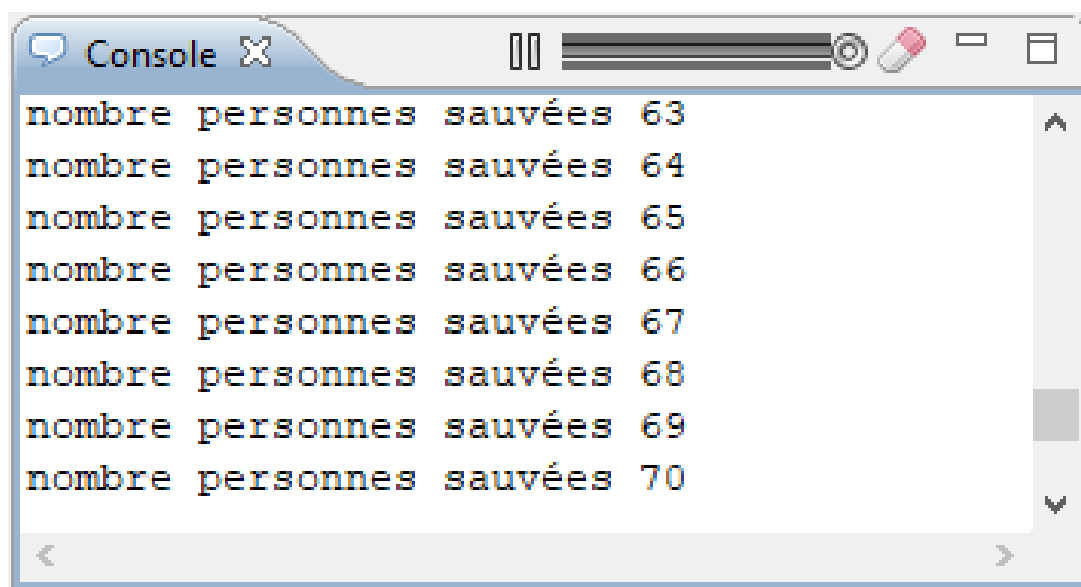 Console
nombre personnes sauvées 63
nombre personnes sauvées 64
nombre personnes sauvées 65
nombre personnes sauvées 66
nombre personnes sauvées 67
nombre personnes sauvées 68
nombre personnes sauvées 69
nombre personnes sauvées 70